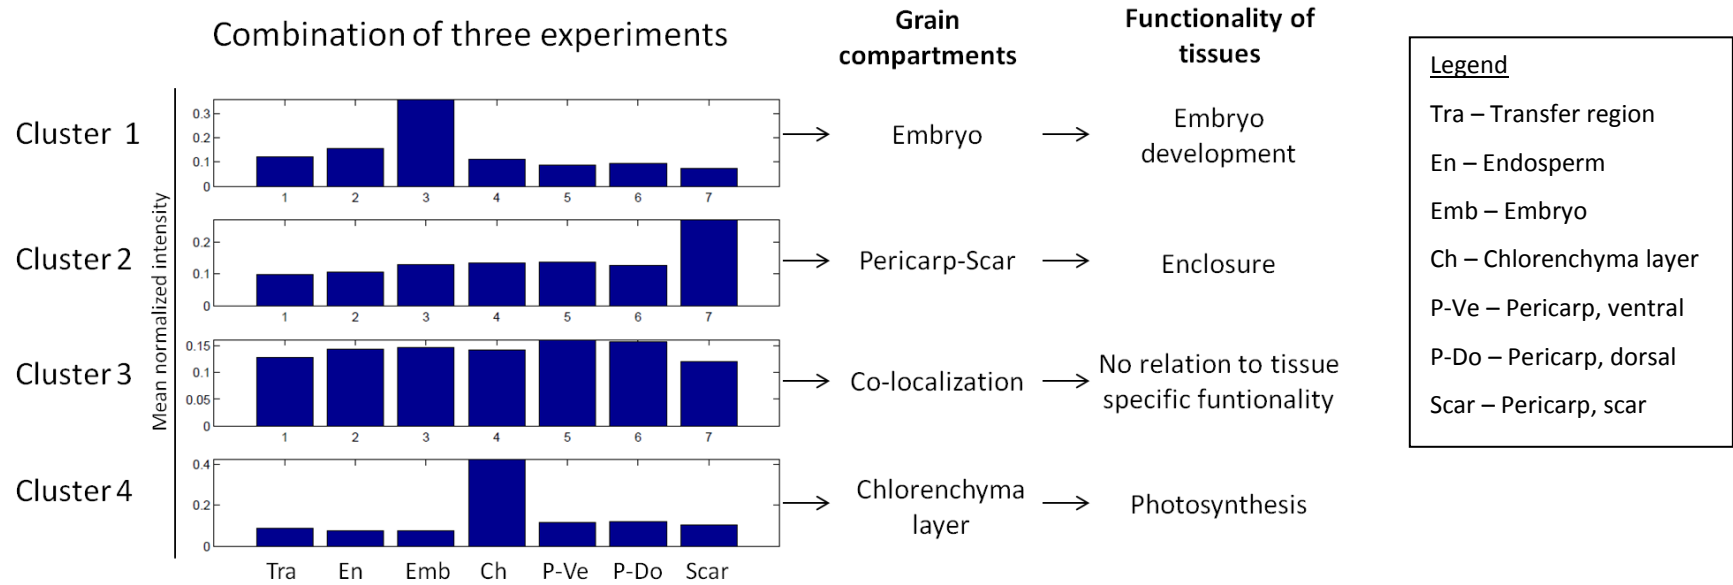 Combination of three experiments
Grain
compartments
Functionality of
tissues
Mean normalized intensity
Cluster 1
0.3
0.2
0.1
0
1 2 3 4 5 6 7
Embryo
Embryo
development
Cluster 2
0.2
0.1
0
1 2 3 4 5 6 7
Pericarp-Scar
Enclosure
Cluster 3
0.15
0.1
0.05
0
1 2 3 4 5 6 7
Co-localization
No relation to tissue
specific funtionality
Cluster 4
0.4
0.2
0
Tra En Emb Ch P-Ve P-Do Scar
Chlorenchyma
layer
Photosynthesis
Legend
Tra – Transfer region
En – Endosperm
Emb – Embryo
Ch – Chlorenchyma layer
P-Ve – Pericarp, ventral
P-Do – Pericarp, dorsal
Scar – Pericarp, scar